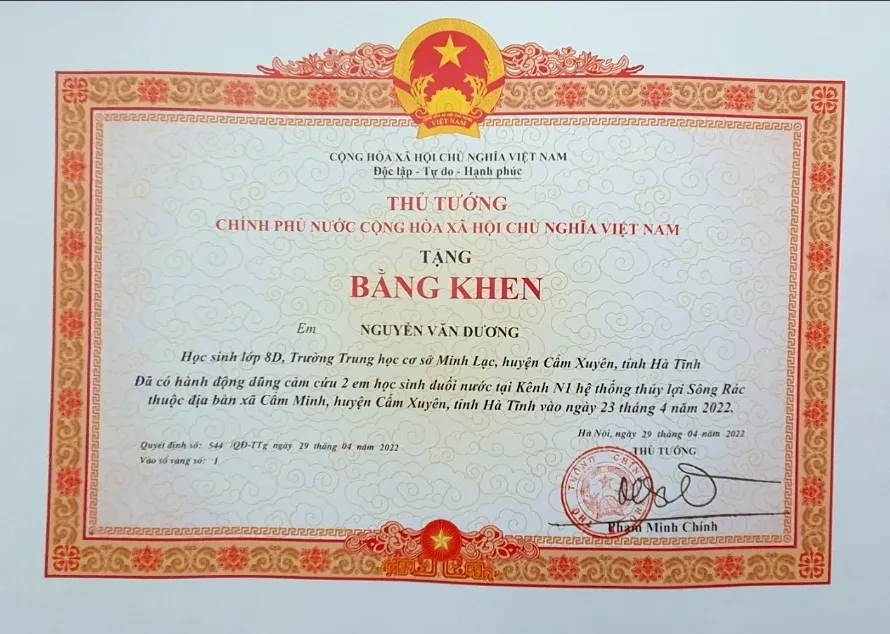 VIỆT NAM
CỘNG HÒA XÃ HỘI CHỦ NGHĨA VIỆT NAM
Độc lập - Tự do - Hạnh phúc
THỦ TƯỚNG
CHÍNH PHỦ NƯỚC CỘNG HÒA XÃ HỘI CHỦ NGHĨA VIỆT NAM
TẶNG
BẰNG KHEN
Em NGUYỄN VĂN DƯƠNG
Học sinh lớp 8D, Trường Trung học cơ sở Minh Lạc, huyện Cẩm Xuyên, tỉnh Hà Tĩnh
Đã có hành động dũng cảm cứu 2 em học sinh đuối nước tại Kênh N1 hệ thống thủy lợi Sông Rác
thuộc địa bàn xã Cẩm Minh, huyện Cẩm Xuyên, tỉnh Hà Tĩnh vào ngày 23 tháng 4 năm 2022.
Quyết định số: 544 /QĐ-TTg ngày 29 tháng 04 năm 2022
Vào sổ vàng số: 1
Hà Nội, ngày 29 tháng 04 năm 2022
THỦ TƯỚNG
THỦ TƯỚNG CHÍNH PHỦ
Phạm Minh Chính